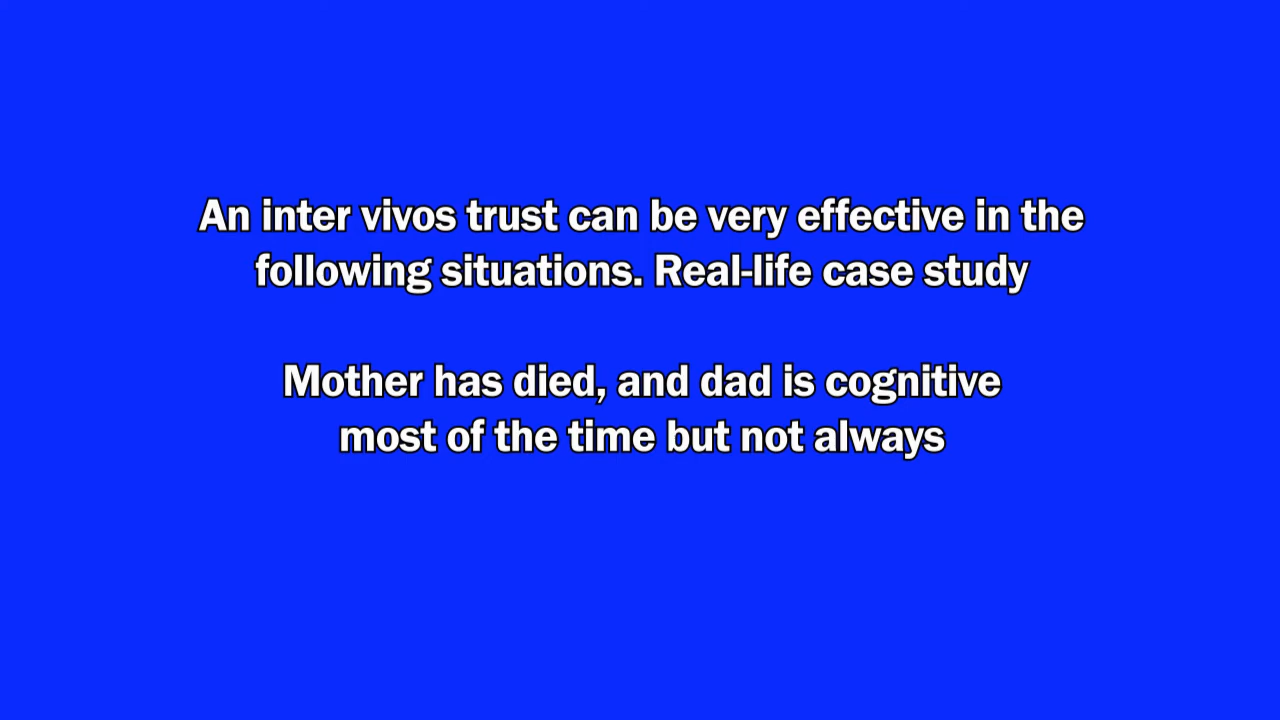 An inter vivos trust can be very effective in the
following situations. Real-life case study
Mother has died, and dad is cognitive
most of the time but not always